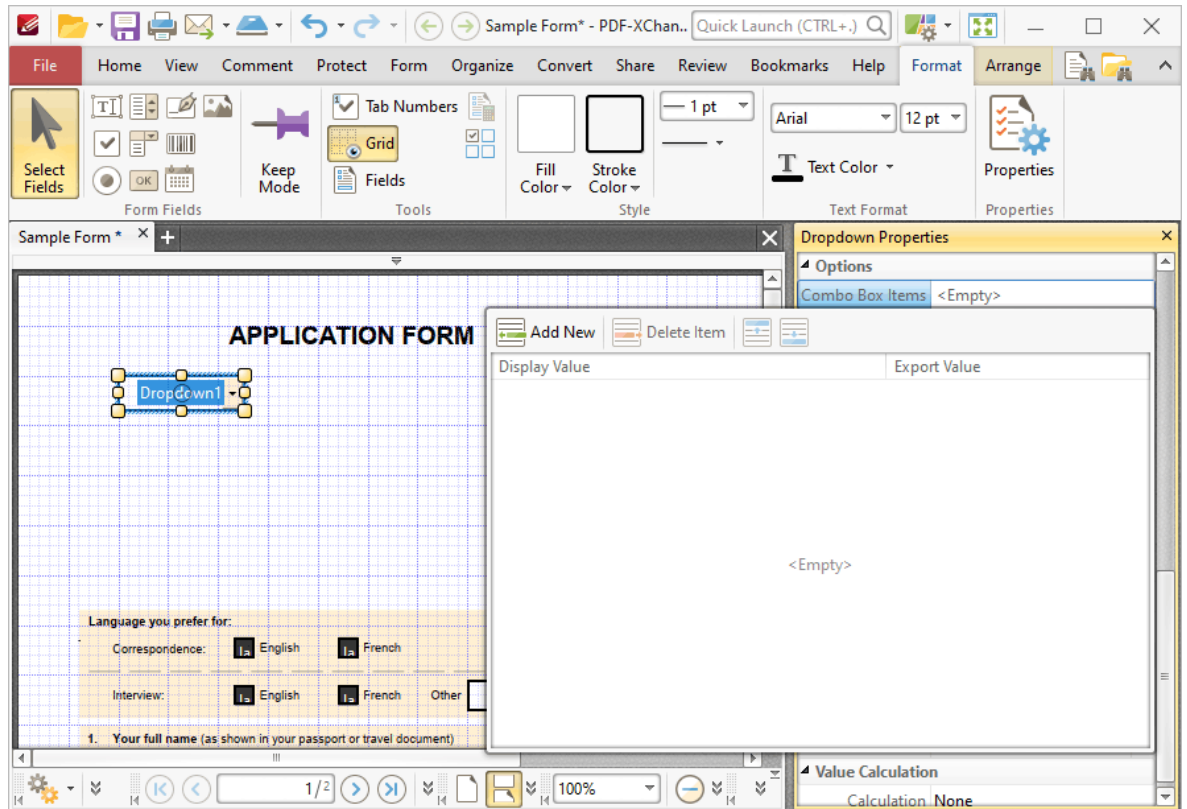 Sample Form* - PDF-XChan.. Quick Launch (CTRL+.)
File Home View Comment Protect Form Organize Convert Share Review Bookmarks Help Format Arrange
Select Fields
OK
Form Fields
Keep Mode
Tab Numbers
Grid
Fields
Tools
Fill Color
Stroke Color
1 pt
Style
Arial 12 pt
T Text Color
Text Format
Properties
Properties
Sample Form *
Dropdown Properties
Options
Combo Box Items <Empty>
APPLICATION FORM
Dropdown1
Add New Delete Item
Display Value Export Value
<Empty>
Language you prefer for:
Correspondence: English French
Interview: English French Other
1. Your full name (as shown in your passport or travel document)
Value Calculation
Calculation None
1/2 100%